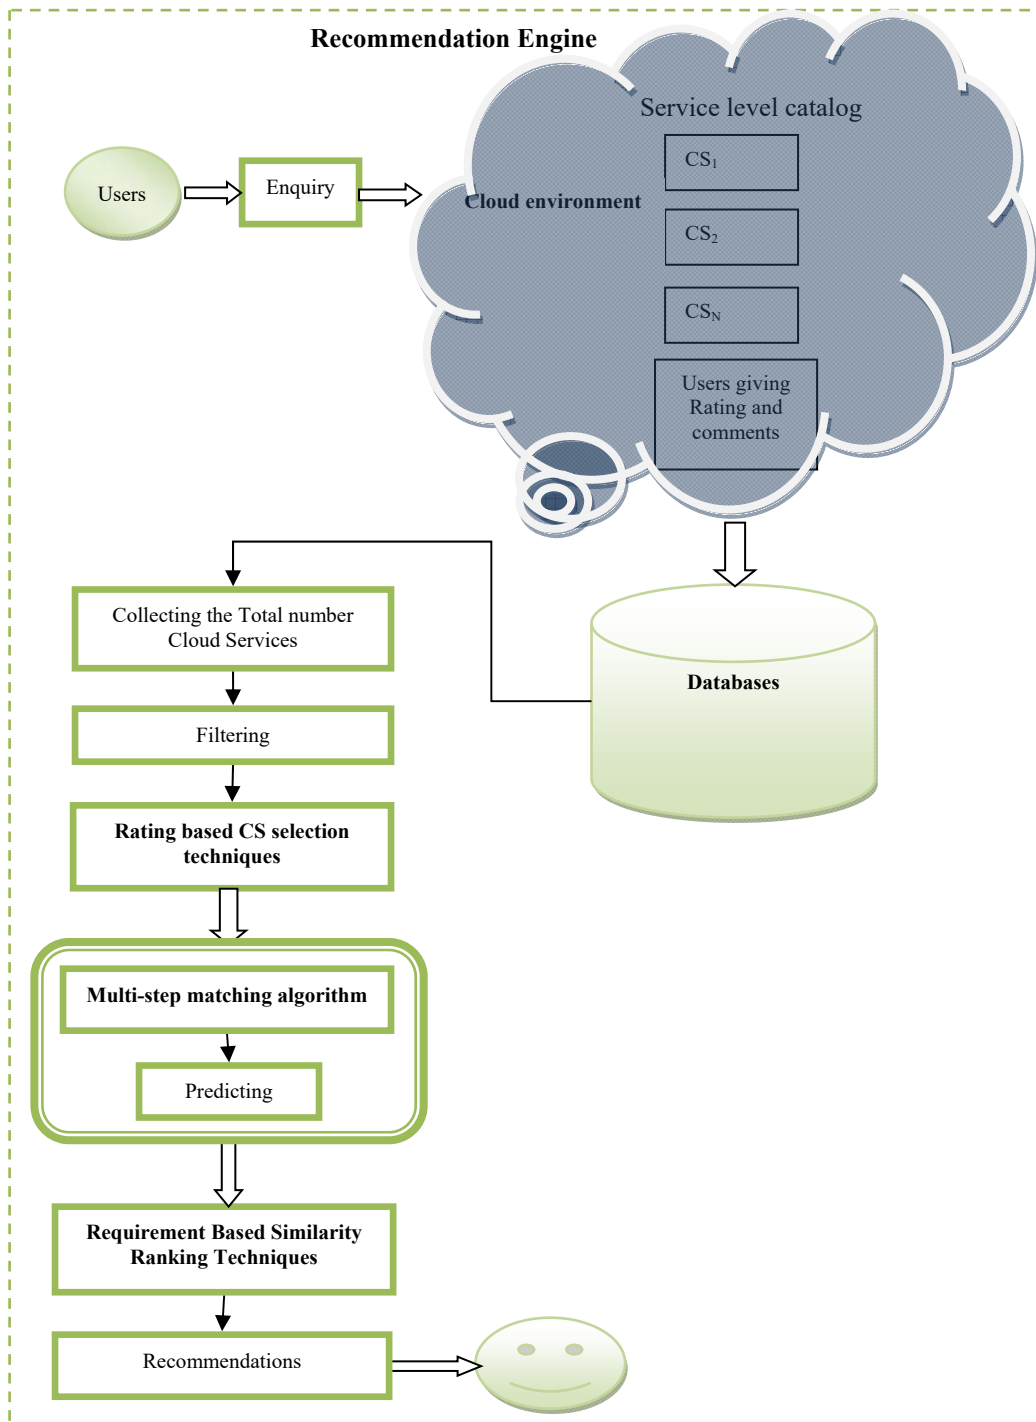 Recommendation Engine
Service level catalog
Users
Enquiry
Cloud environment
CS₁
CS₂
CSN
Users giving
Rating and
comments
Databases
Collecting the Total number
Cloud Services
Filtering
Rating based CS selection
techniques
Multi-step matching algorithm
Predicting
Requirement Based Similarity
Ranking Techniques
Recommendations